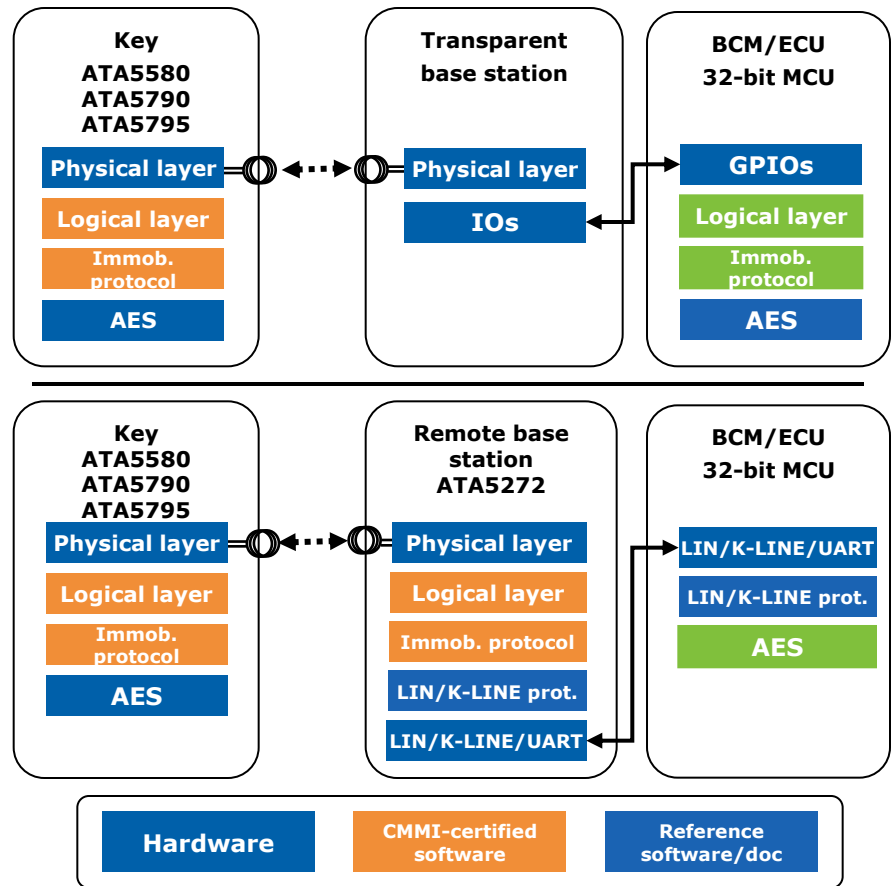 Key
ATA5580
ATA5790
ATA5795
Physical layer
Logical layer
Immob.
protocol
AES
Transparent
base station
Physical layer
IOs
BCM/ECU
32-bit MCU
GPIOs
Logical layer
Immob.
protocol
AES
Key
ATA5580
ATA5790
ATA5795
Physical layer
Logical layer
Immob.
protocol
AES
Remote base
station
ATA5272
Physical layer
Logical layer
Immob. protocol
LIN/K-LINE prot.
LIN/K-LINE/UART
BCM/ECU
32-bit MCU
LIN/K-LINE/UART
LIN/K-LINE prot.
AES
Hardware
CMMI-certified
software
Reference
software/doc